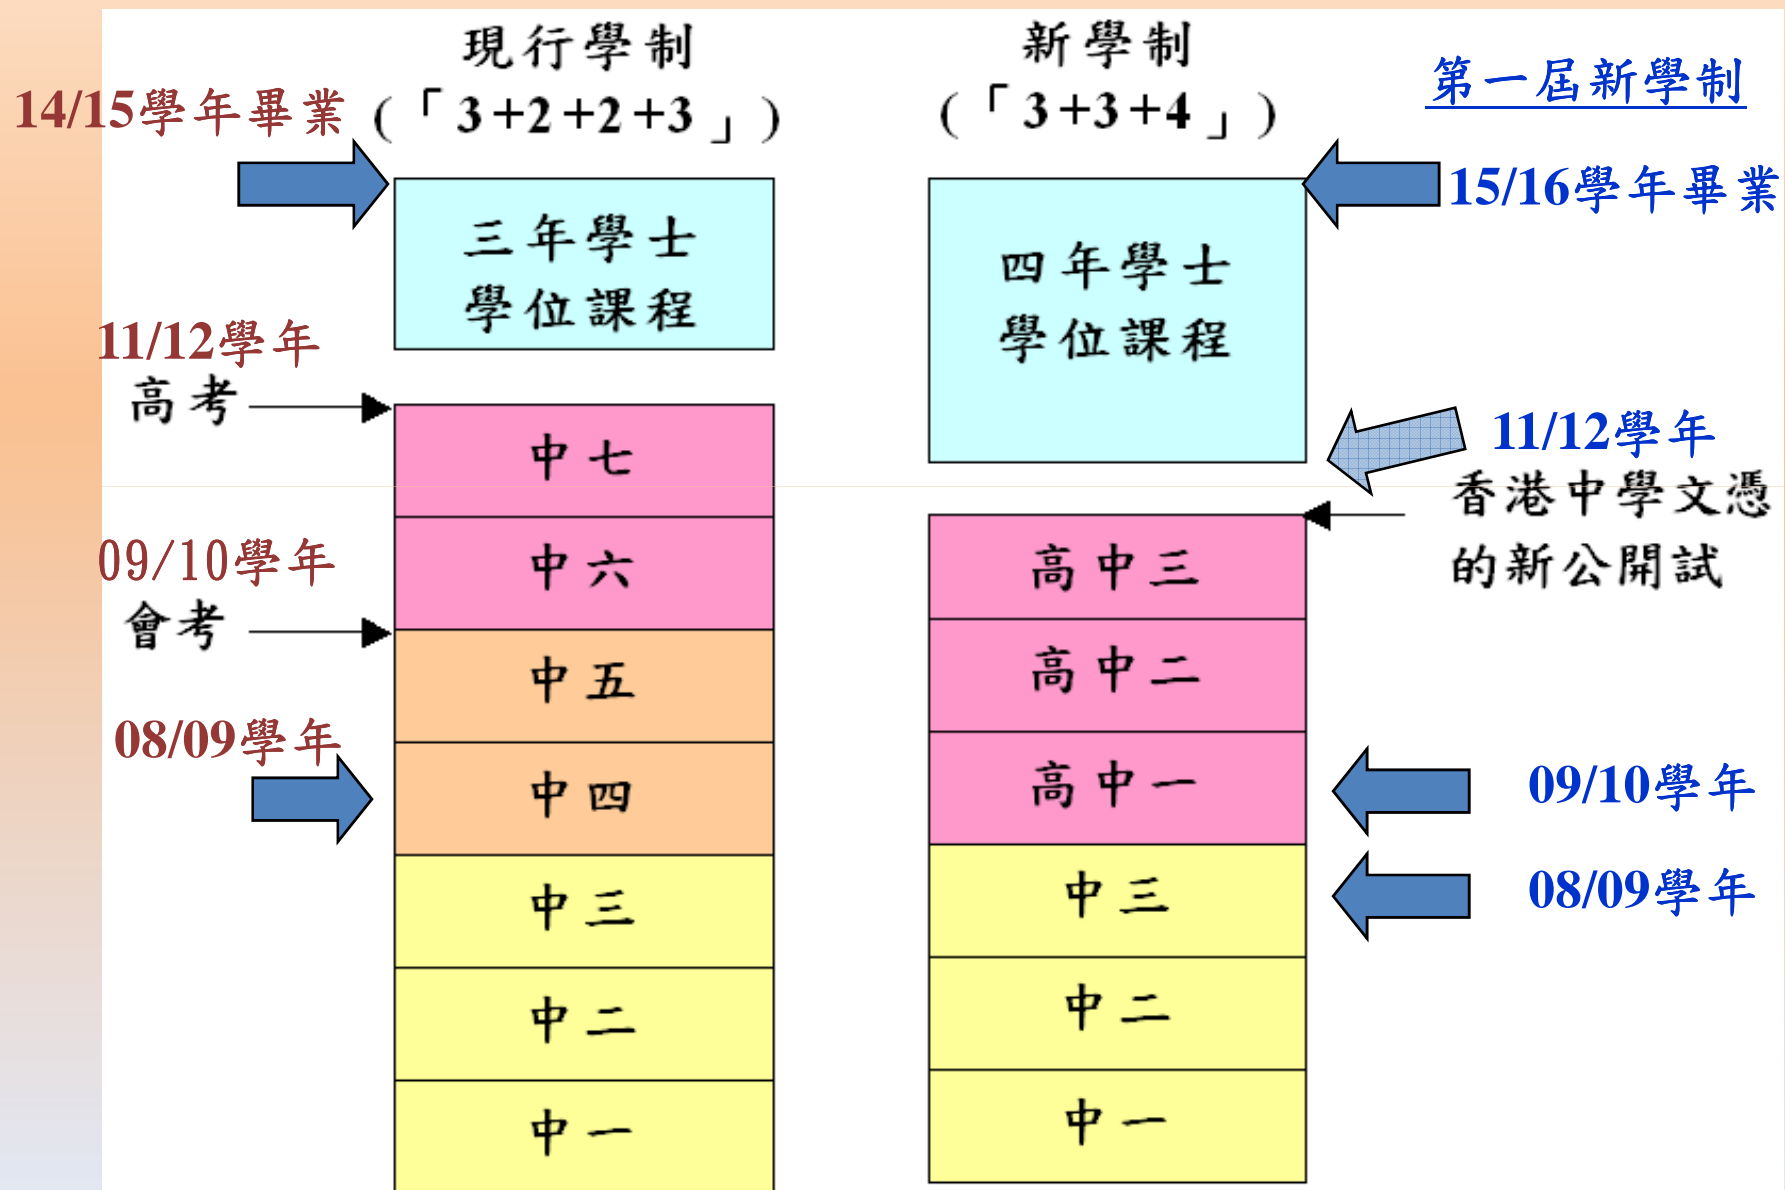 現行學制
(「3+2+2+3」)
14/15學年畢業
三年學士
學位課程
11/12學年
高考
中七
中六
09/10學年
會考
中五
08/09學年
中四
中三
中二
中一
新學制
(「3+3+4」)
第一屆新學制
15/16學年畢業
四年學士
學位課程
11/12學年
香港中學文憑
的新公開試
高中三
高中二
高中一
09/10學年
中三
08/09學年
中二
中一